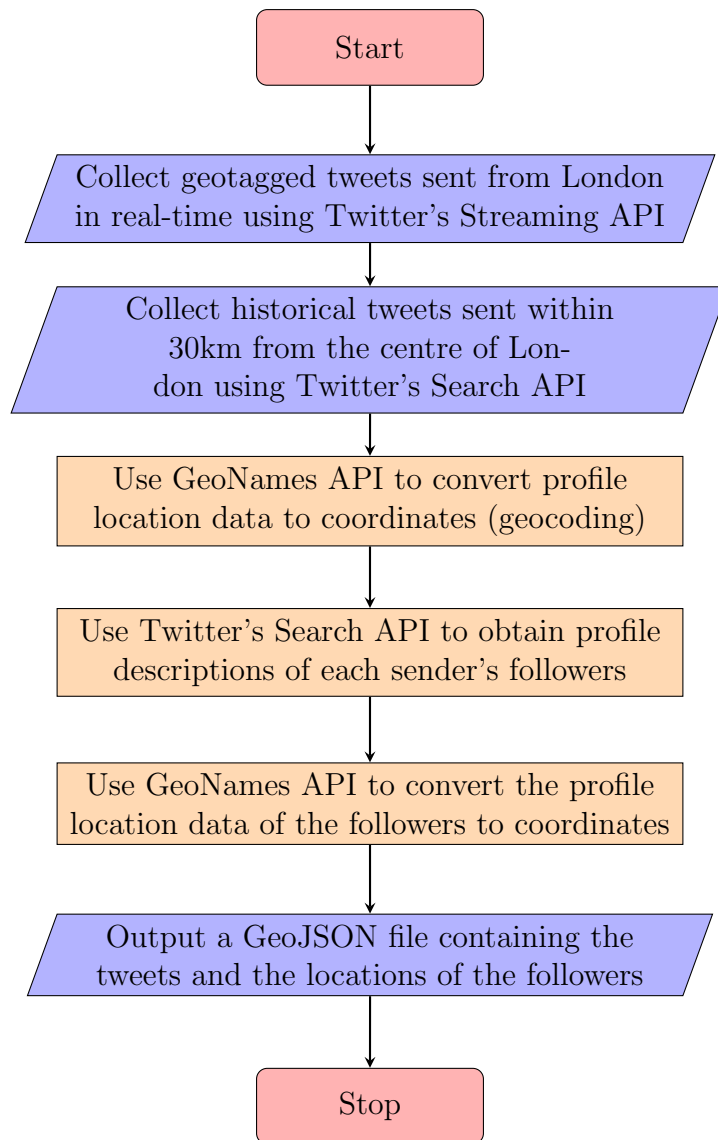 Start
Collect geotagged tweets sent from London
in real-time using Twitter's Streaming API
Collect historical tweets sent within
30km from the centre of Lon-
don using Twitter's Search API
Use GeoNames API to convert profile
location data to coordinates (geocoding)
Use Twitter's Search API to obtain profile
descriptions of each sender's followers
Use GeoNames API to convert the profile
location data of the followers to coordinates
Output a GeoJSON file containing the
tweets and the locations of the followers
Stop